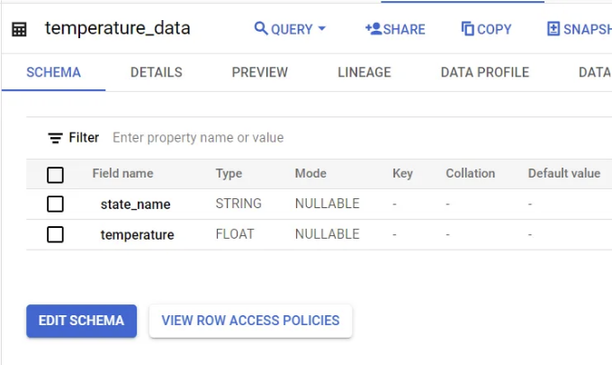 temperature_data QUERY SHARE COPY SNAPSH
SCHEMA DETAILS PREVIEW LINEAGE DATA PROFILE DATA
Filter Enter property name or value
Field name Type Mode Key Collation Default value
state_name STRING NULLABLE - - -
temperature FLOAT NULLABLE - - -
EDIT SCHEMA VIEW ROW ACCESS POLICIES